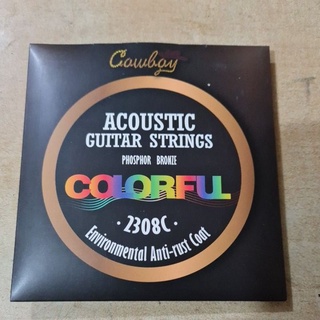 Cowboy
ACOUSTIC
GUITAR STRINGS
PHOSPHOR BRONZE
COLORFUL
· 2308C ·
Environmental Anti-rust Coat